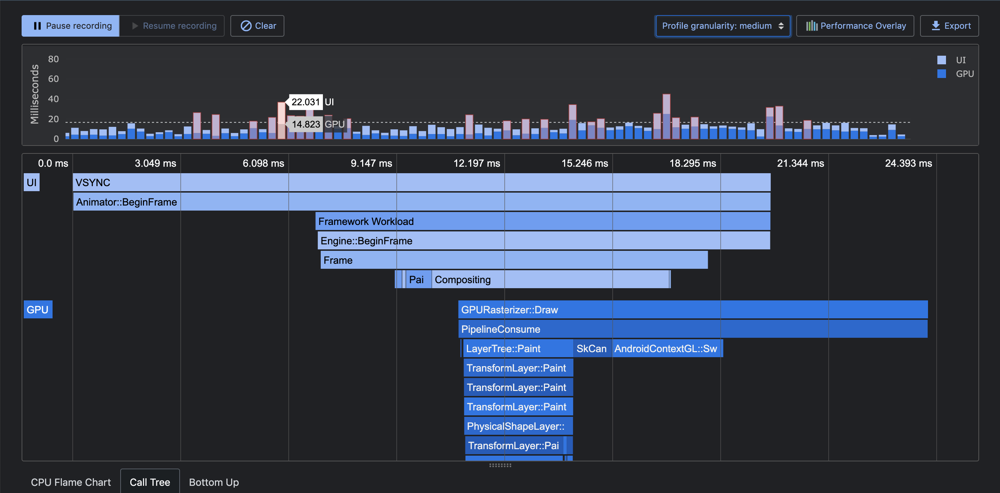 Pause recording
Resume recording
Clear
Profile granularity: medium
Performance Overlay
Export
Milliseconds
80
60
40
20
0
22.031 UI
14.823 GPU
UI
GPU
0.0 ms
3.049 ms
6.098 ms
9.147 ms
12.197 ms
15.246 ms
18.295 ms
21.344 ms
24.393 ms
UI
VSYNC
Animator::BeginFrame
Framework Workload
Engine::BeginFrame
Frame
Pai
Compositing
GPU
GPURasterizer::Draw
PipelineConsume
LayerTree::Paint
SkCan
AndroidContextGL::Sw
TransformLayer::Paint
TransformLayer::Paint
TransformLayer::Paint
PhysicalShapeLayer::
TransformLayer::Pai
CPU Flame Chart
Call Tree
Bottom Up